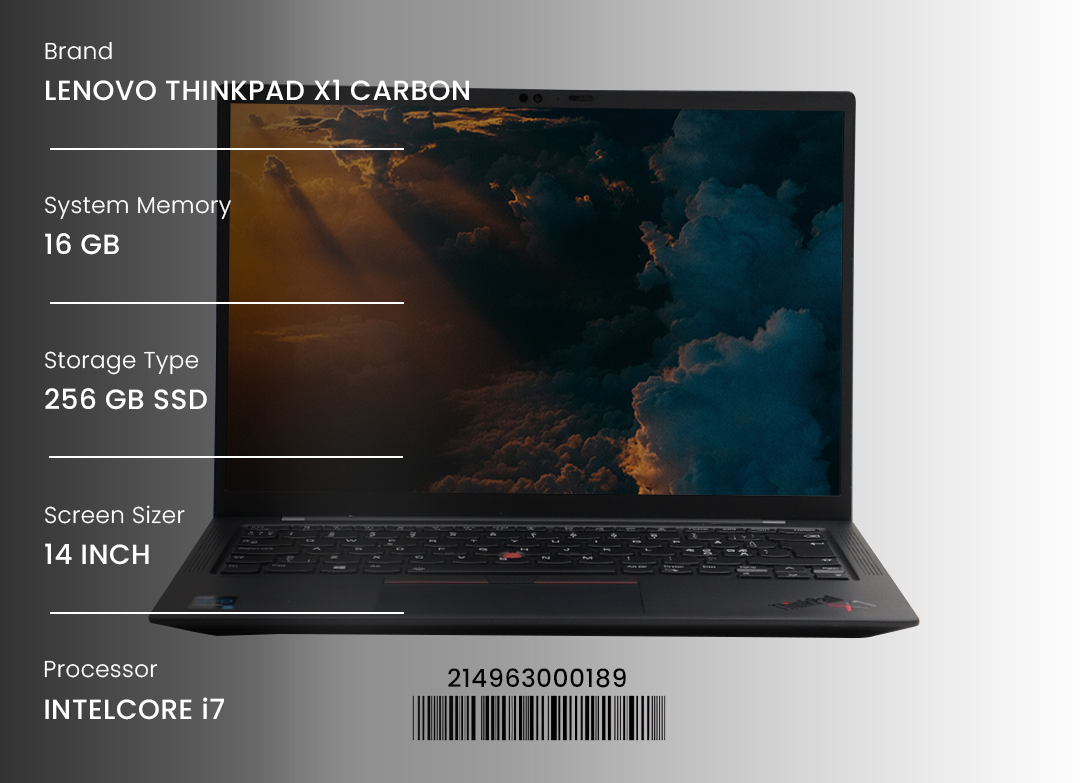 Brand
LENOVO THINKPAD X1 CARBON
System Memory
16 GB
Storage Type
256 GB SSD
Screen Sizer
14 INCH
Processor
INTELCORE i7
214963000189